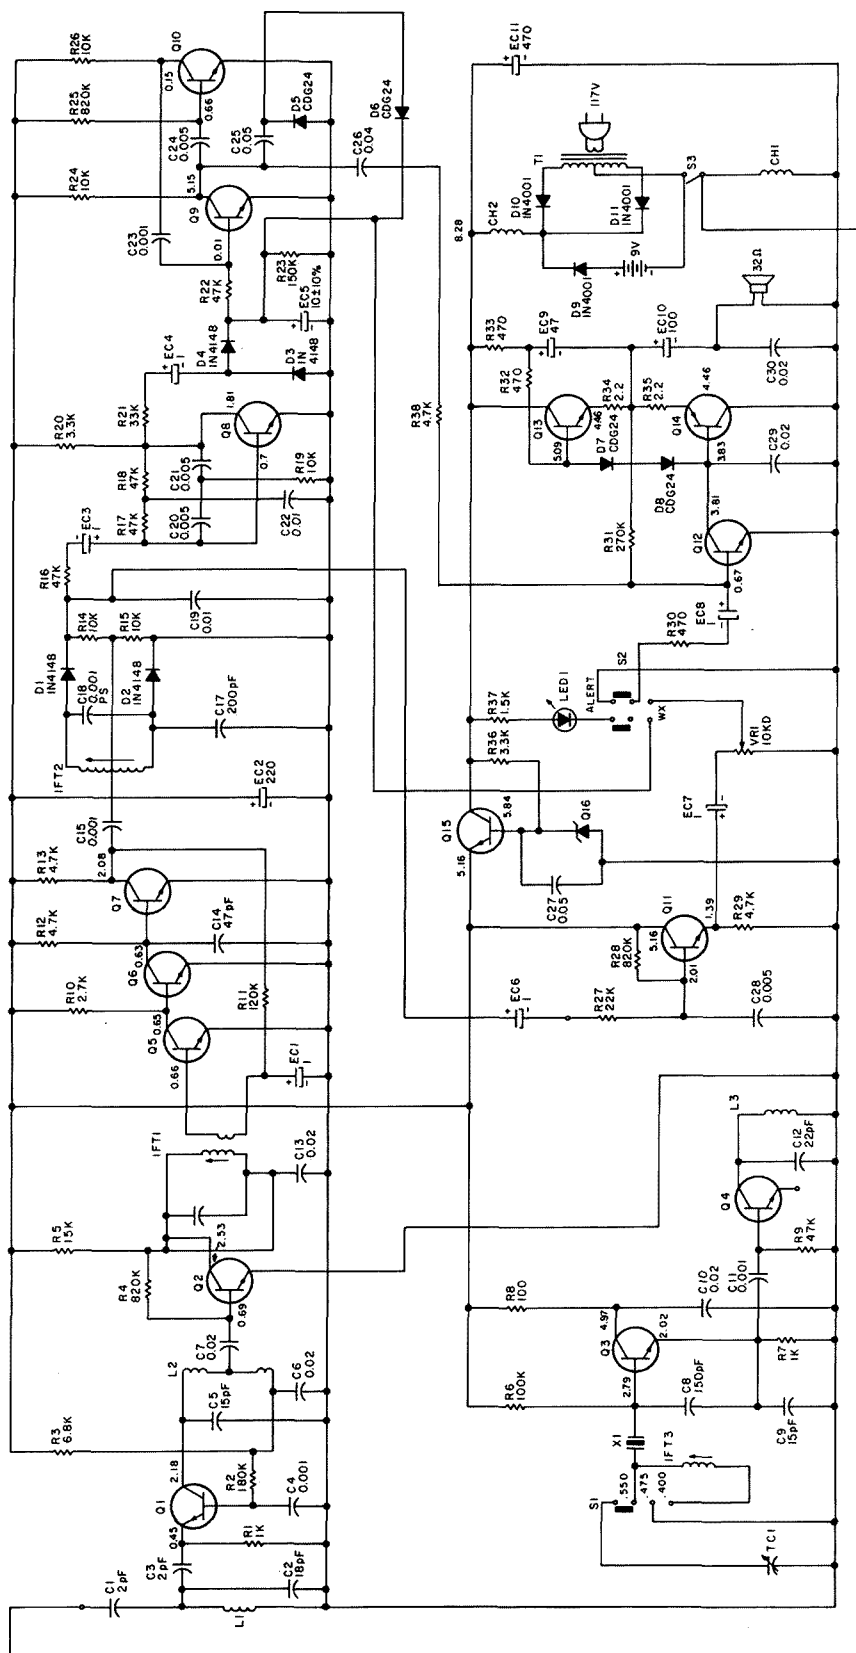 C1
2pF
L1
C3
2pF
C2
18pF
0.45
Q1
2.18
R1
1K
R2
180K
C4
0.001
R3
6.8K
C5
15pF
L2
C6
0.02
C7
0.02
0.69
Q2
2.53
R4
820K
R5
15K
IFT1
C13
0.02
EC1
1
0.66
Q5
0.65
R10
2.7K
R11
120K
Q6
0.63
R12
4.7K
C14
47pF
Q7
2.08
R13
4.7K
C15
0.001
EC2
220
IFT2
C17
200pF
D1
IN4148
C18
0.001
PS
D2
IN4148
R14
10K
R15
10K
C19
0.01
R16
47K
EC3
1
R17
47K
C20
0.005
C22
0.01
R18
47K
C21
0.005
R19
10K
R20
3.3K
R21
33K
0.7
Q8
1.81
EC4
1
D4
IN4148
D3
IN
4148
R22
47K
R23
150K
EC5
10±10%
C23
0.001
0.01
Q9
5.15
R24
10K
C24
0.005
R25
820K
0.66
Q10
0.15
R26
10K
C25
0.05
D5
CDG24
C26
0.04
D6
CDG24
R38
4.7K
S1
.550
.475
.400
TC1
X1
IFT3
R6
100K
C8
150pF
C9
15pF
2.79
Q3
4.97
2.02
R7
1K
R8
100
C10
0.02
C11
0.001
R9
47K
Q4
L3
C12
22pF
EC6
1
R27
22K
C28
0.005
R28
820K
2.01
5.16
Q11
1.39
R29
4.7K
C27
0.05
Q16
5.16
Q15
5.84
R36
3.3K
R37
1.5K
EC7
1
VR1
10KD
LED1
ALERT
S2
WX
R30
470
EC8
1
0.67
Q12
3.81
R31
270K
C29
0.02
D8
CDG24
D7
CDG24
3.83
Q14
4.46
5.09
Q13
4.46
R34
2.2
R35
2.2
R32
470
R33
470
EC9
47
EC10
100
C30
0.02
32Ω
D9
IN4001
9V
8.28
CH2
D10
IN4001
D11
IN4001
T1
117V
S3
CH1
EC11
470